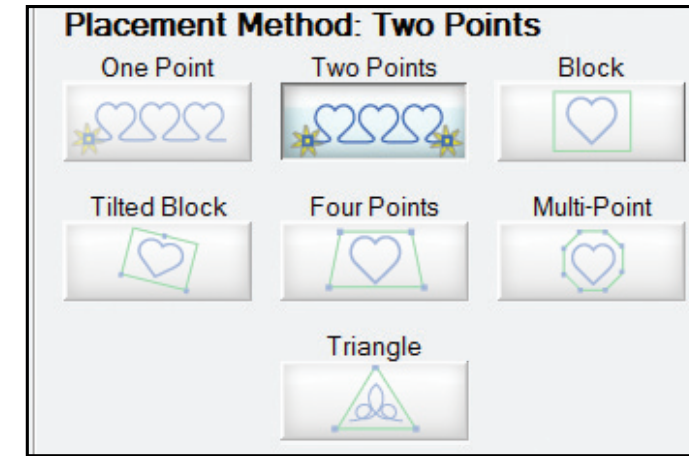 Placement Method: Two Points
One Point Two Points Block
Tilted Block Four Points Multi-Point
Triangle